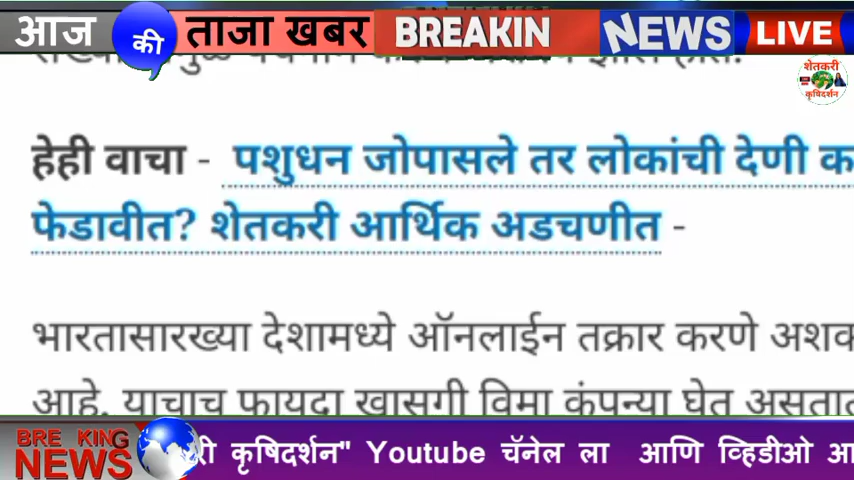 आज की ताजा खबर BREAKIN NEWS LIVE
शेतकरी
कृषिदर्शन
हेही वाचा - पशुधन जोपासले तर लोकांची देणी क
फेडावीत? शेतकरी आर्थिक अडचणीत -
भारतासारख्या देशामध्ये ऑनलाईन तक्रार करणे अशक
आहे. याचाच फायदा खासगी विमा कंपन्या घेत असतात
BRE KING NEWS
री कृषिदर्शन" Youtube चॅनेल ला आणि व्हिडीओ आ